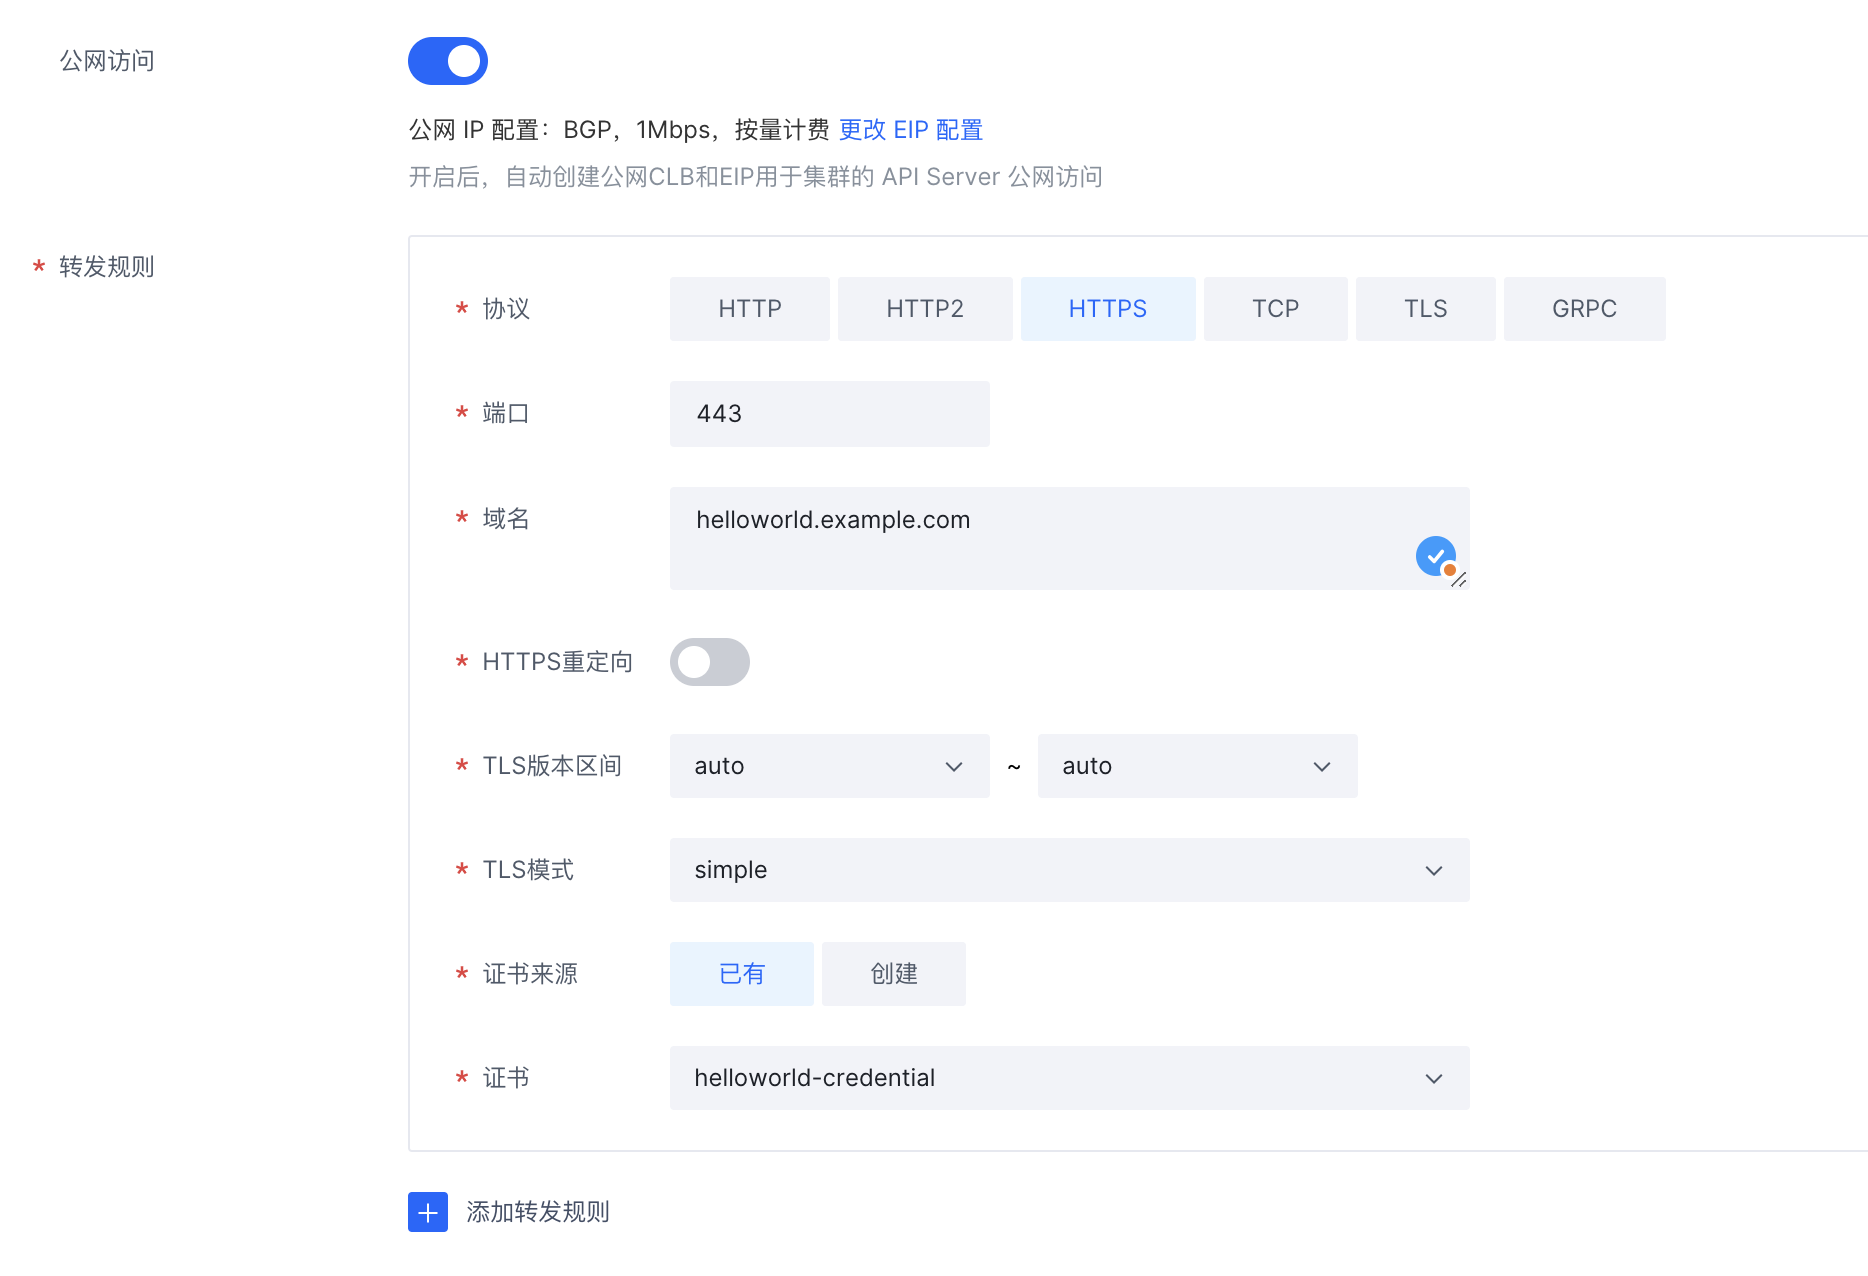 公网访问
公网 IP 配置：BGP，1Mbps，按量计费 更改 EIP 配置
开启后，自动创建公网CLB和EIP用于集群的 API Server 公网访问
* 转发规则
* 协议 HTTP HTTP2 HTTPS TCP TLS GRPC
* 端口 443
* 域名 helloworld.example.com
* HTTPS重定向
* TLS版本区间 auto ~ auto
* TLS模式 simple
* 证书来源 已有 创建
* 证书 helloworld-credential
添加转发规则